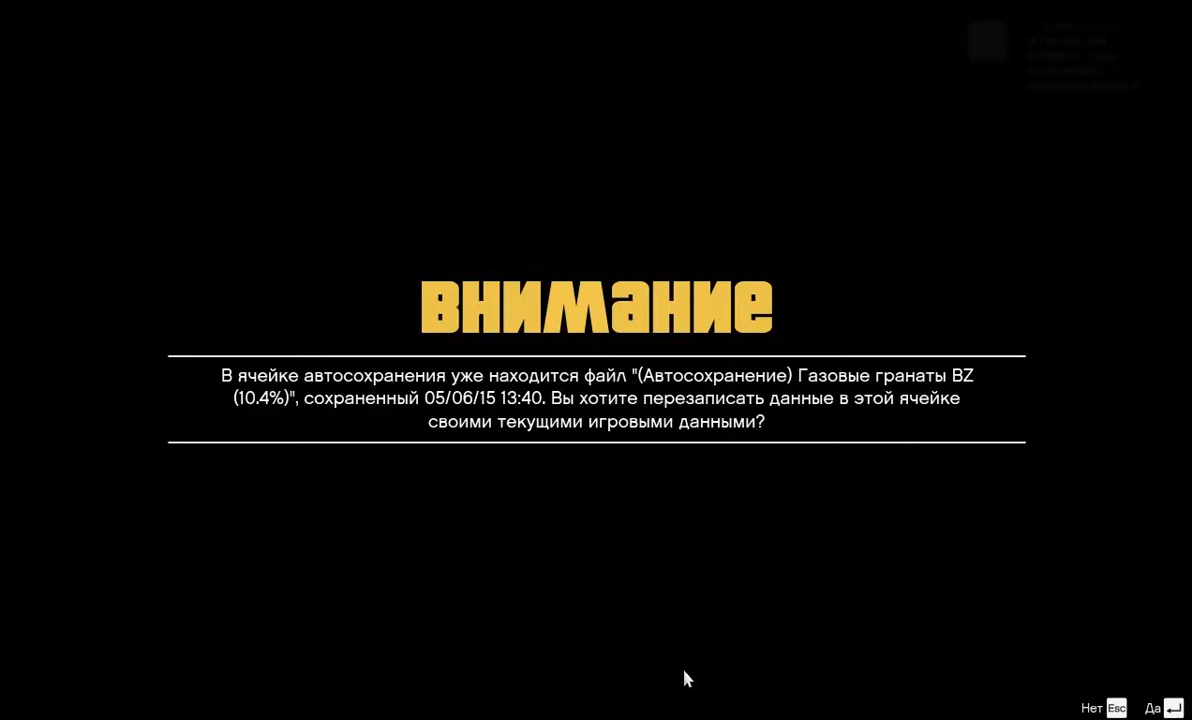 внимание
В ячейке автосохранения уже находится файл "(Автосохранение) Газовые гранаты BZ
(10.4%)", сохраненный 05/06/15 13:40. Вы хотите перезаписать данные в этой ячейке
своими текущими игровыми данными?
Нет Esc Да